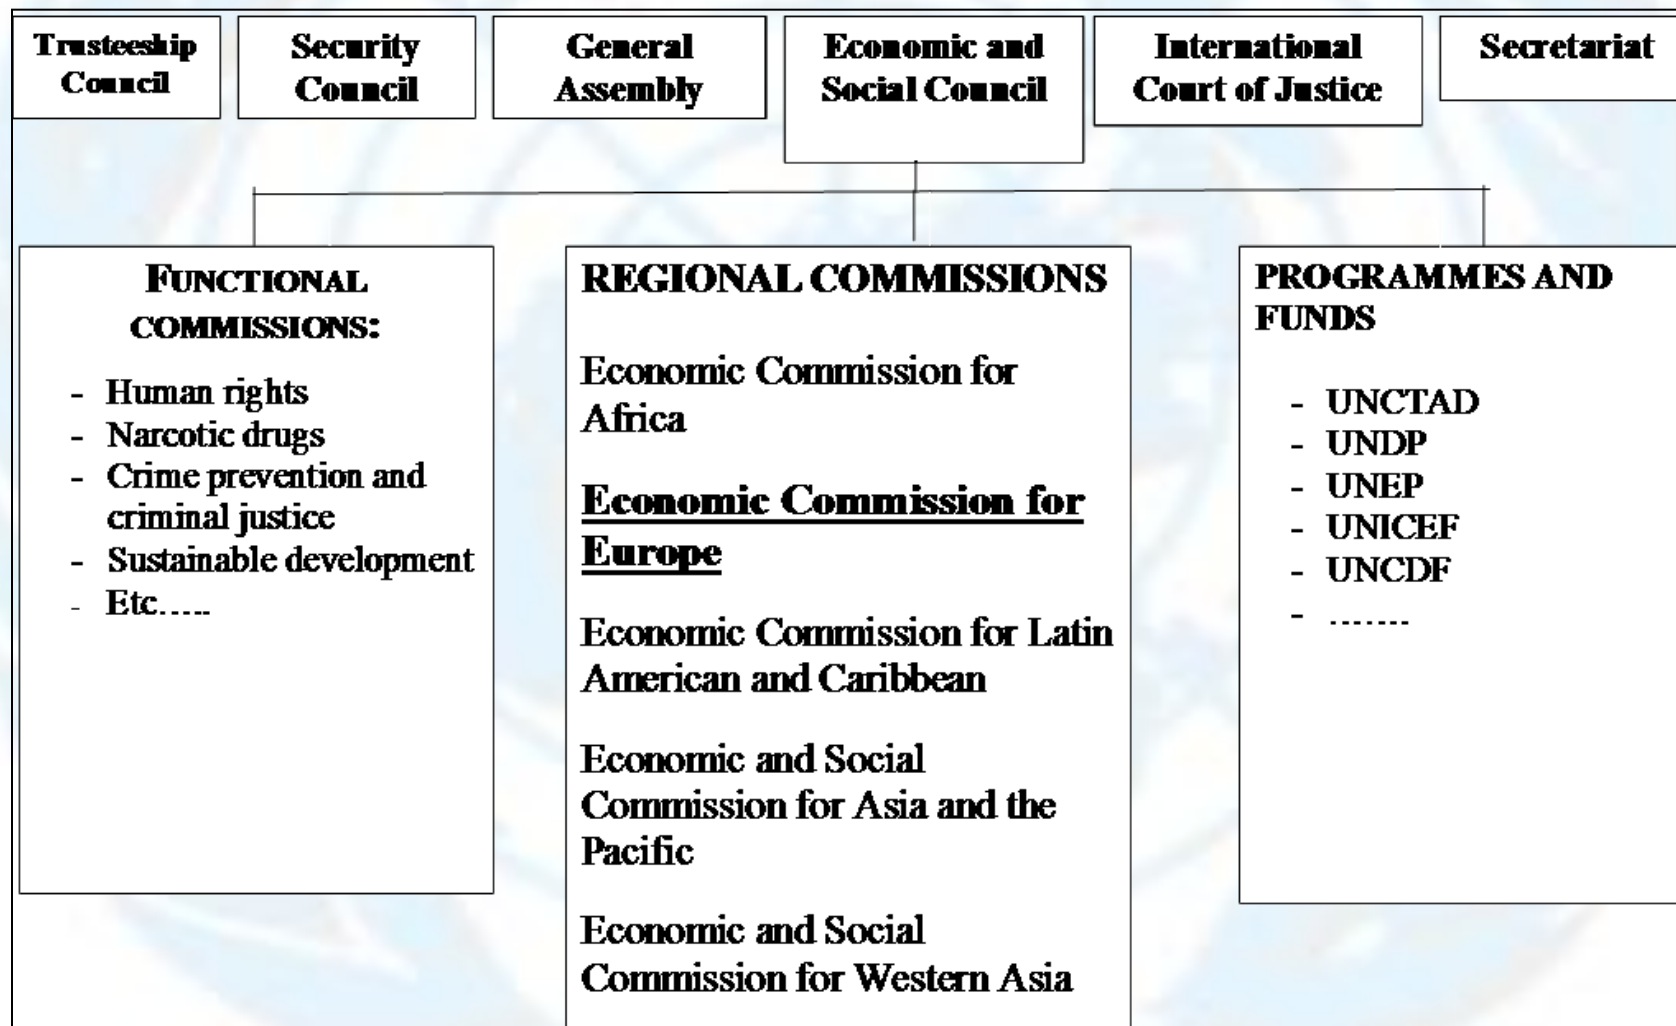 Trusteeship
Council
Security
Council
General
Assembly
Economic and
Social Council
International
Court of Justice
Secretariat
FUNCTIONAL
COMMISSIONS:
- Human rights
- Narcotic drugs
- Crime prevention and
criminal justice
- Sustainable development
- Etc.....
REGIONAL COMMISSIONS
Economic Commission for
Africa
Economic Commission for
Europe
Economic Commission for Latin
American and Caribbean
Economic and Social
Commission for Asia and the
Pacific
Economic and Social
Commission for Western Asia
PROGRAMMES AND
FUNDS
- UNCTAD
- UNDP
- UNEP
- UNICEF
- UNCDF
- .......